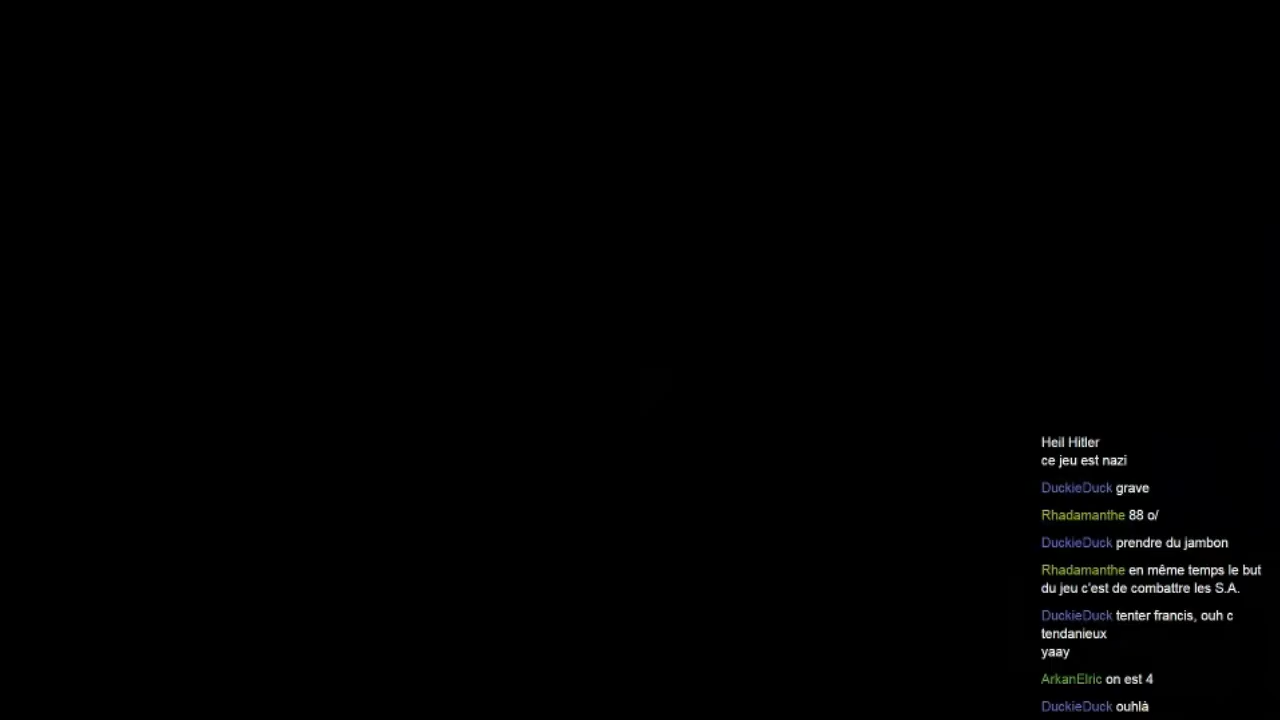 Heil Hitler
ce jeu est nazi
DuckieDuck grave
Rhadamanthe 88 o/
DuckieDuck prendre du jambon
Rhadamanthe en même temps le but
du jeu c'est de combattre les S.A.
DuckieDuck tenter francis, ouh c
tendanieux
yaay
ArkanElric on est 4
DuckieDuck ouhlà